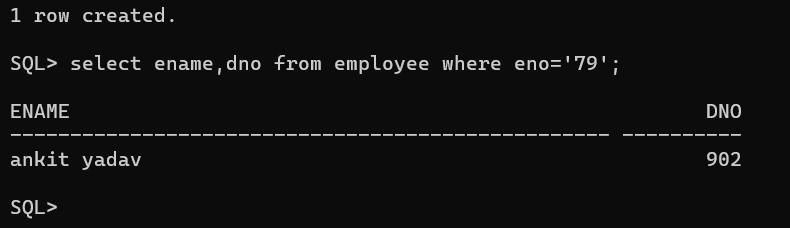 1 row created.
SQL> select ename,dno from employee where eno='79';
ENAME                                                     DNO
-------------------------------------------------- ----------
ankit yadav                                               902
SQL>